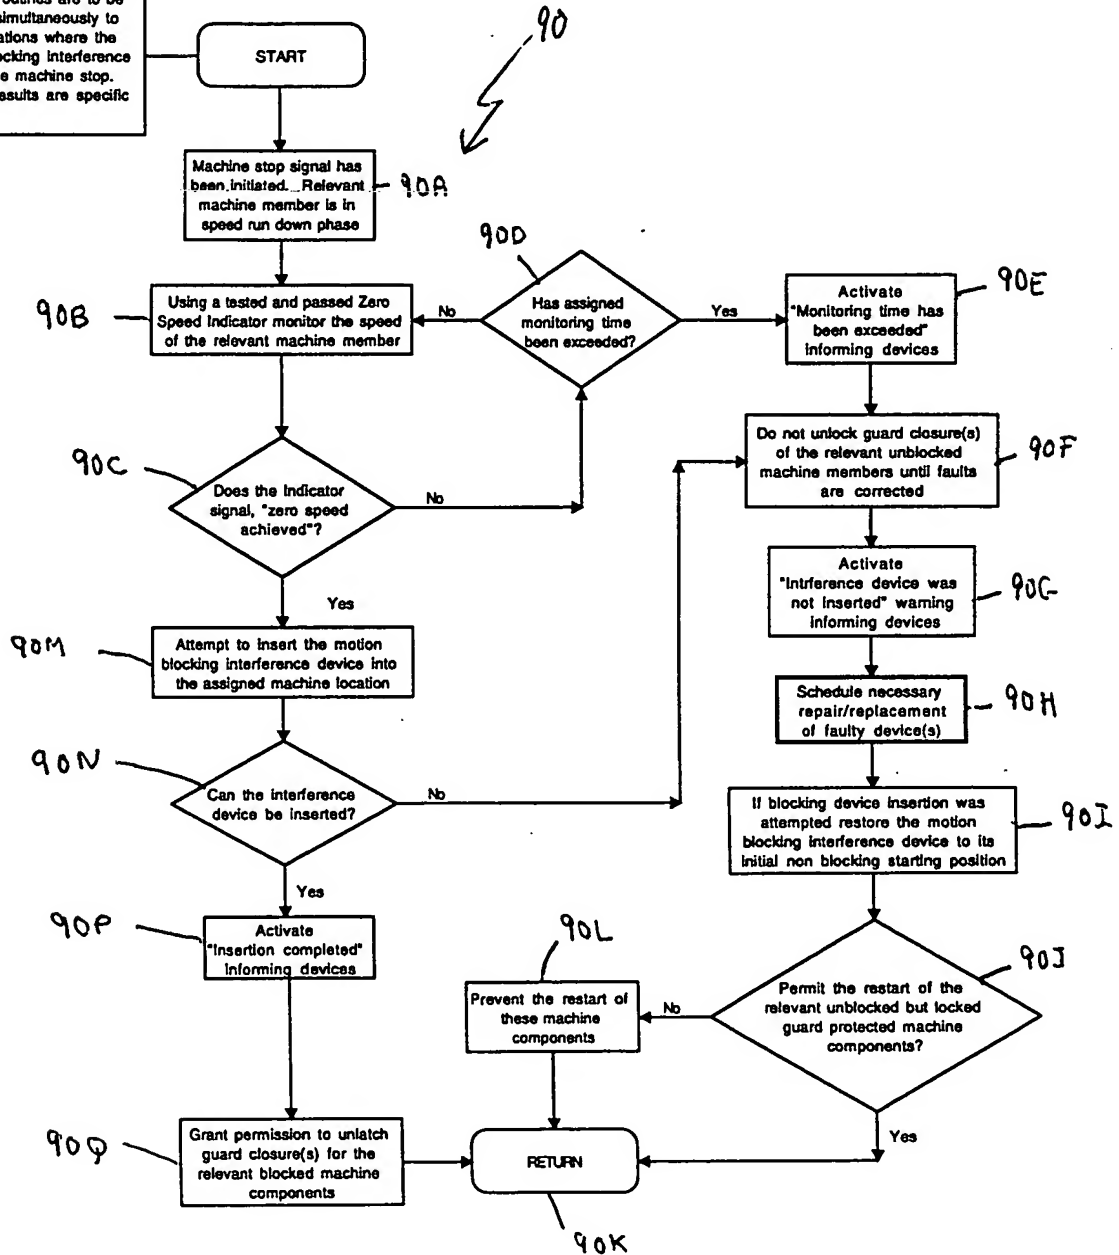 routines are to be
simultaneously to
ations where the
ocking interference
e machine stop.
esults are specific
START
90
Machine stop signal has
been initiated. Relevant
machine member is in
speed run down phase
90A
90B
Using a tested and passed Zero
Speed Indicator monitor the speed
of the relevant machine member
No
90D
Has assigned
monitoring time
been exceeded?
Yes
Activate
"Monitoring time has
been exceeded"
informing devices
90E
90C
Does the Indicator
signal, "zero speed
achieved"?
No
Yes
Do not unlock guard closure(s)
of the relevant unblocked
machine members until faults
are corrected
90F
Activate
"Intrference device was
not inserted" warning
informing devices
90G
90M
Attempt to insert the motion
blocking interference device into
the assigned machine location
Schedule necessary
repair/replacement
of faulty device(s)
90H
90N
Can the interference
device be inserted?
No
Yes
If blocking device insertion was
attempted restore the motion
blocking interference device to its
initial non blocking starting position
90I
90P
Activate
"Insertion completed"
informing devices
90L
Prevent the restart of
these machine
components
No
90J
Permit the restart of the
relevant unblocked but locked
guard protected machine
components?
Yes
90Q
Grant permission to unlatch
guard closure(s) for the
relevant blocked machine
components
RETURN
90K